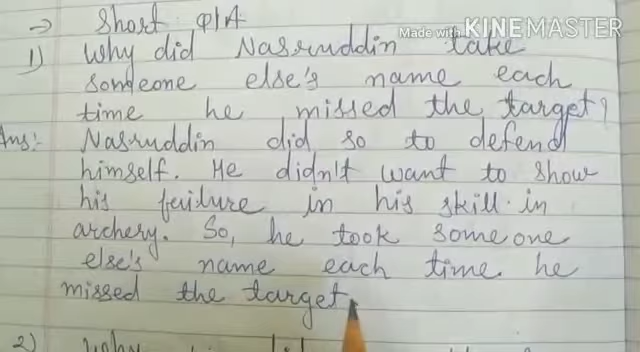 → Short Q/A
Made with KINEMASTER
1) Why did Nasruddin take
someone else's name each
time he missed the target?
Ans:- Nasruddin did so to defend
himself. He didn't want to show
his failure in his skill in
archery. So, he took someone
else's name each time he
missed the target.
2) Why